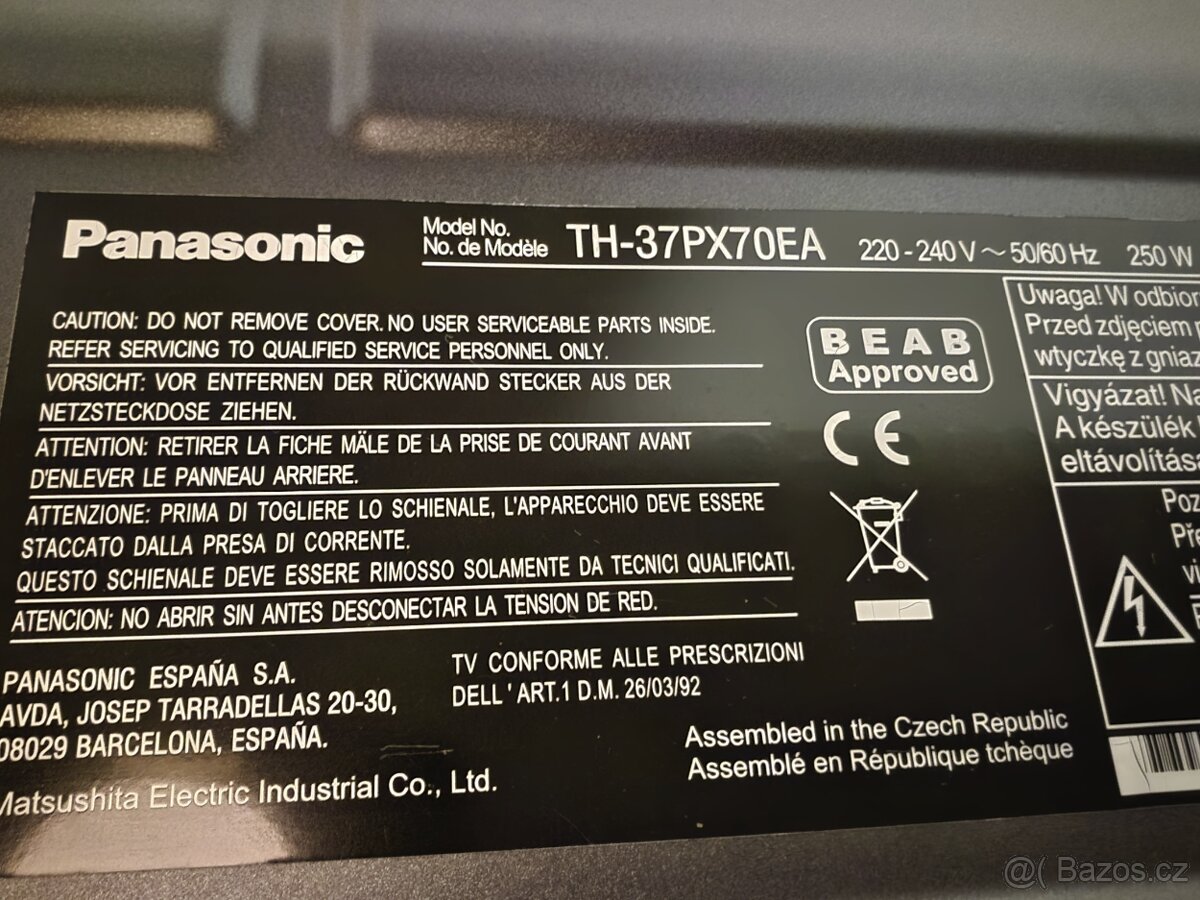 Panasonic
Model No.
No. de Modèle
TH-37PX70EA
220 - 240 V ~ 50/60 Hz 250 W
CAUTION: DO NOT REMOVE COVER. NO USER SERVICEABLE PARTS INSIDE.
REFER SERVICING TO QUALIFIED SERVICE PERSONNEL ONLY.
VORSICHT: VOR ENTFERNEN DER RÜCKWAND STECKER AUS DER
NETZSTECKDOSE ZIEHEN.
ATTENTION: RETIRER LA FICHE MÄLE DE LA PRISE DE COURANT AVANT
D'ENLEVER LE PANNEAU ARRIERE.
ATTENZIONE: PRIMA DI TOGLIERE LO SCHIENALE, L'APPARECCHIO DEVE ESSERE
STACCATO DALLA PRESA DI CORRENTE.
QUESTO SCHIENALE DEVE ESSERE RIMOSSO SOLAMENTE DA TECNICI QUALIFICATI.
ATENCION: NO ABRIR SIN ANTES DESCONECTAR LA TENSION DE RED.
PANASONIC ESPAÑA S.A.
AVDA, JOSEP TARRADELLAS 20-30,
08029 BARCELONA, ESPAÑA.
Matsushita Electric Industrial Co., Ltd.
TV CONFORME ALLE PRESCRIZIONI
DELL'ART.1 D.M. 26/03/92
Assembled in the Czech Republic
Assemblé en République tchèque
BEAB
Approved
CE
Uwaga! W odbior
Przed zdjęciem
wtyczkę z gniaz
Vigyázat! Na
A készülék
eltávolítása
Poz
Pře
vi
@( Bazos.cz